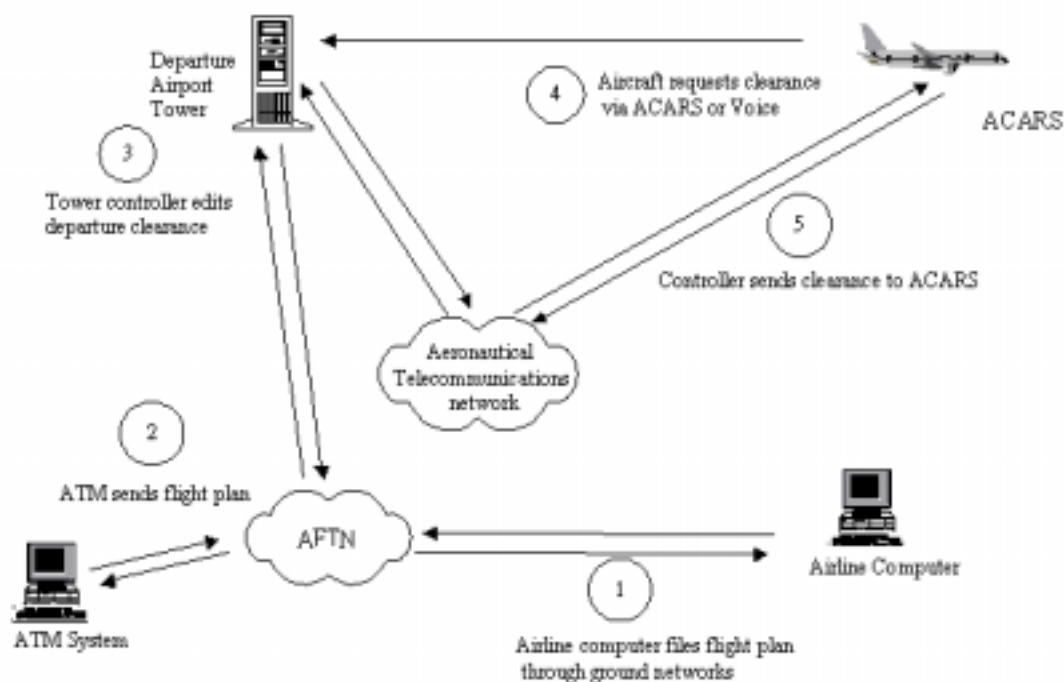 Departure
Airport
Tower
4
Aircraft requests clearance
via ACARS or Voice
ACARS
3
Tower controller edits
departure clearance
5
Controller sends clearance to ACARS
Aeronautical
Telecommunications
network
2
ATM sends flight plan
AFTN
ATM System
Airline Computer
1
Airline computer files flight plan
through ground networks